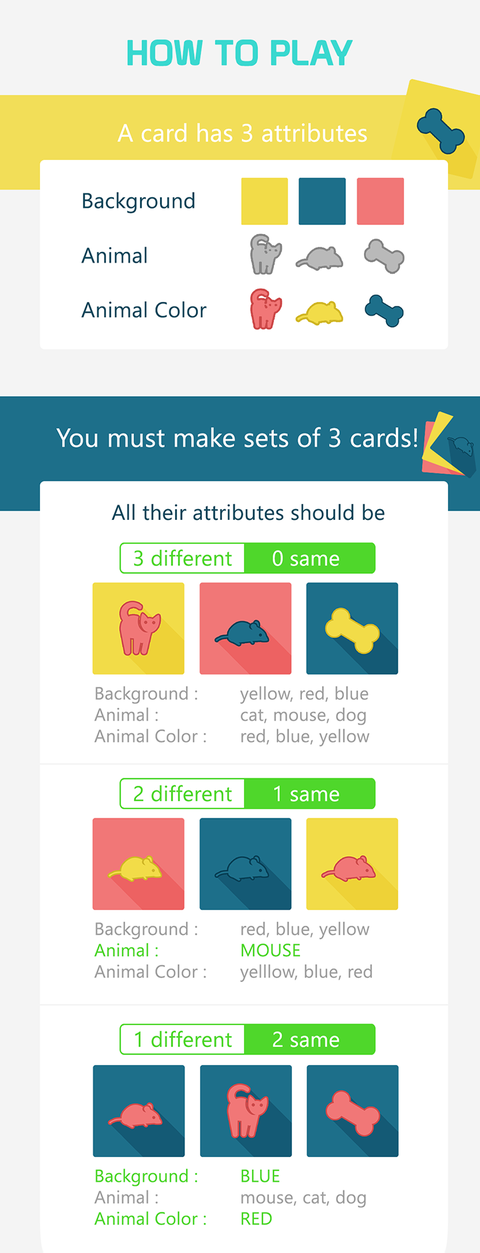 HOW TO PLAY
A card has 3 attributes
Background
Animal
Animal Color
You must make sets of 3 cards!
All their attributes should be
3 different 0 same
Background : yellow, red, blue
Animal : cat, mouse, dog
Animal Color : red, blue, yellow
2 different 1 same
Background : red, blue, yellow
Animal : MOUSE
Animal Color : yelllow, blue, red
1 different 2 same
Background : BLUE
Animal : mouse, cat, dog
Animal Color : RED